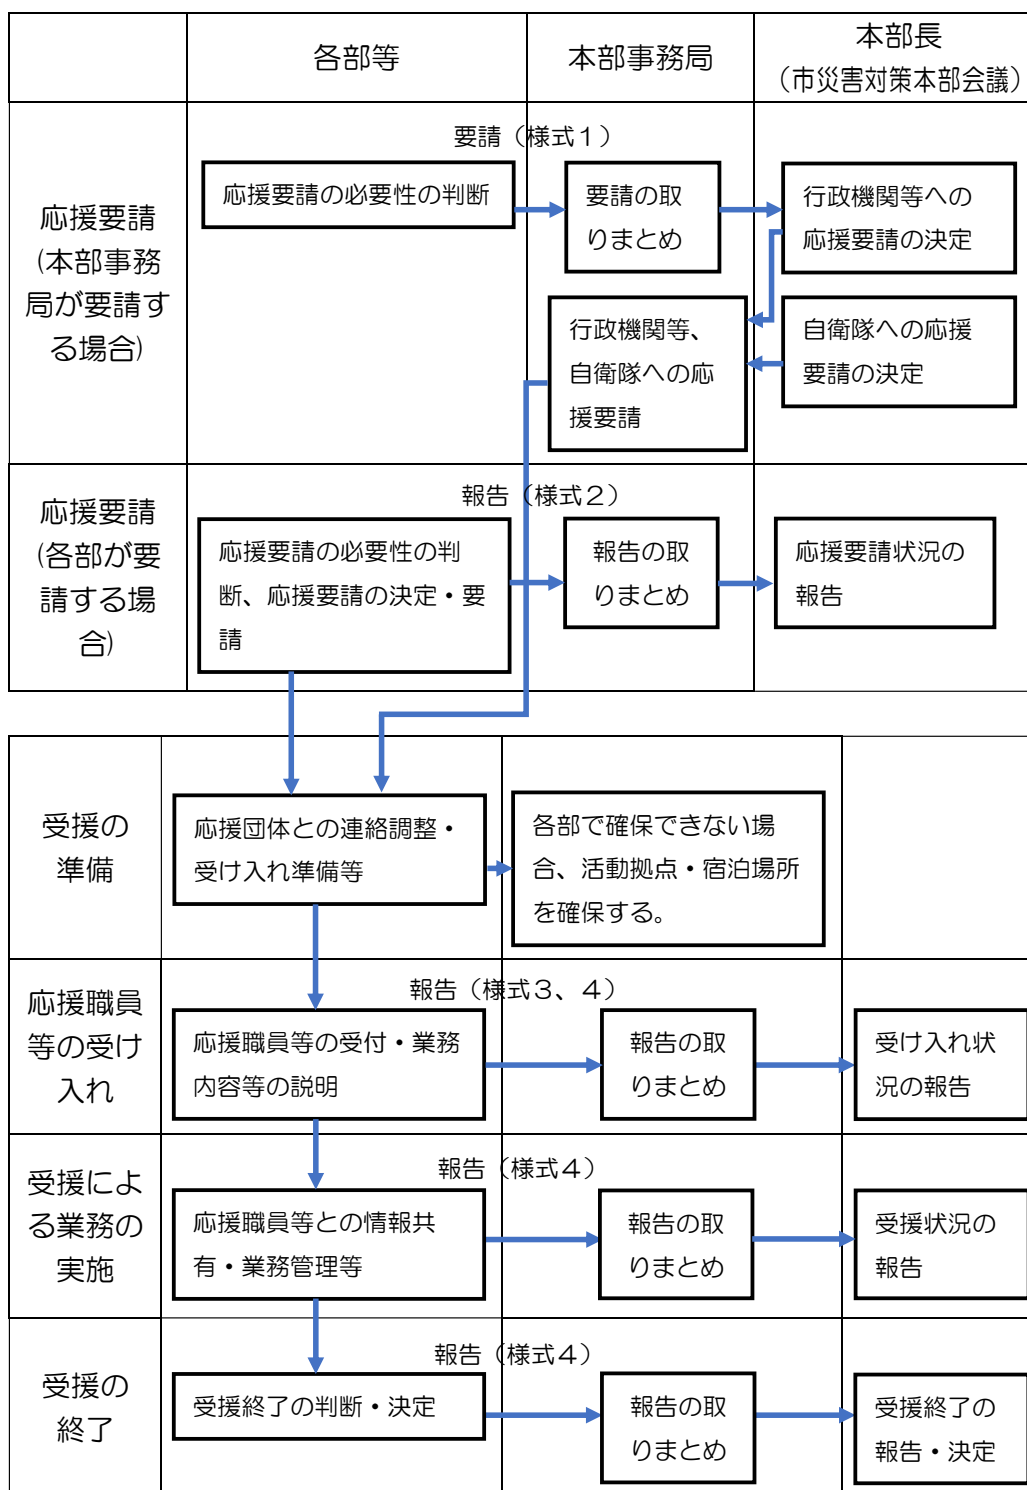 各部等
本部事務局
本部長
（市災害対策本部会議）
応援要請
(本部事務
局が要請す
る場合)
要請（様式１）
応援要請の必要性の判断
要請の取
りまとめ
行政機関等への
応援要請の決定
行政機関等、
自衛隊への応
援要請
自衛隊への応援
要請の決定
応援要請
(各部が要
請する場
合)
報告（様式２）
応援要請の必要性の判
断、応援要請の決定・要
請
報告の取
りまとめ
応援要請状況の
報告
受援の
準備
応援団体との連絡調整・
受け入れ準備等
各部で確保できない場
合、活動拠点・宿泊場所
を確保する。
応援職員
等の受け
入れ
報告（様式３、４）
応援職員等の受付・業務
内容等の説明
報告の取
りまとめ
受け入れ状
況の報告
受援によ
る業務の
実施
報告（様式４）
応援職員等との情報共
有・業務管理等
報告の取
りまとめ
受援状況の
報告
受援の
終了
報告（様式４）
受援終了の判断・決定
報告の取
りまとめ
受援終了の
報告・決定